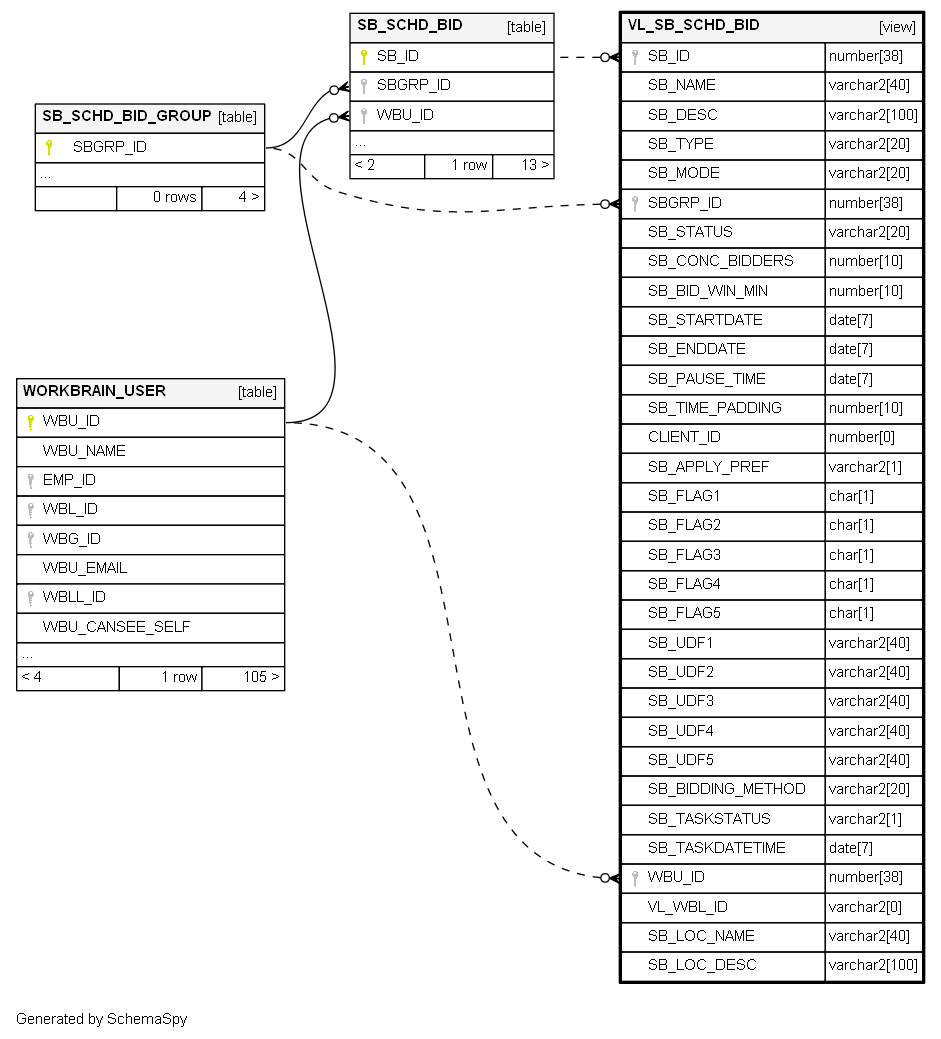 SB_SCHD_BID [table]
SB_ID
SBGRP_ID
WBU_ID
...
< 2 1 row 13 >
SB_SCHD_BID_GROUP [table]
SBGRP_ID
...
0 rows 4 >
WORKBRAIN_USER [table]
WBU_ID
WBU_NAME
EMP_ID
WBL_ID
WBG_ID
WBU_EMAIL
WBLL_ID
WBU_CANSEE_SELF
...
< 4 1 row 105 >
VL_SB_SCHD_BID [view]
SB_ID number[38]
SB_NAME varchar2[40]
SB_DESC varchar2[100]
SB_TYPE varchar2[20]
SB_MODE varchar2[20]
SBGRP_ID number[38]
SB_STATUS varchar2[20]
SB_CONC_BIDDERS number[10]
SB_BID_WIN_MIN number[10]
SB_STARTDATE date[7]
SB_ENDDATE date[7]
SB_PAUSE_TIME date[7]
SB_TIME_PADDING number[10]
CLIENT_ID number[0]
SB_APPLY_PREF varchar2[1]
SB_FLAG1 char[1]
SB_FLAG2 char[1]
SB_FLAG3 char[1]
SB_FLAG4 char[1]
SB_FLAG5 char[1]
SB_UDF1 varchar2[40]
SB_UDF2 varchar2[40]
SB_UDF3 varchar2[40]
SB_UDF4 varchar2[40]
SB_UDF5 varchar2[40]
SB_BIDDING_METHOD varchar2[20]
SB_TASKSTATUS varchar2[1]
SB_TASKDATETIME date[7]
WBU_ID number[38]
VL_WBL_ID varchar2[0]
SB_LOC_NAME varchar2[40]
SB_LOC_DESC varchar2[100]
Generated by SchemaSpy